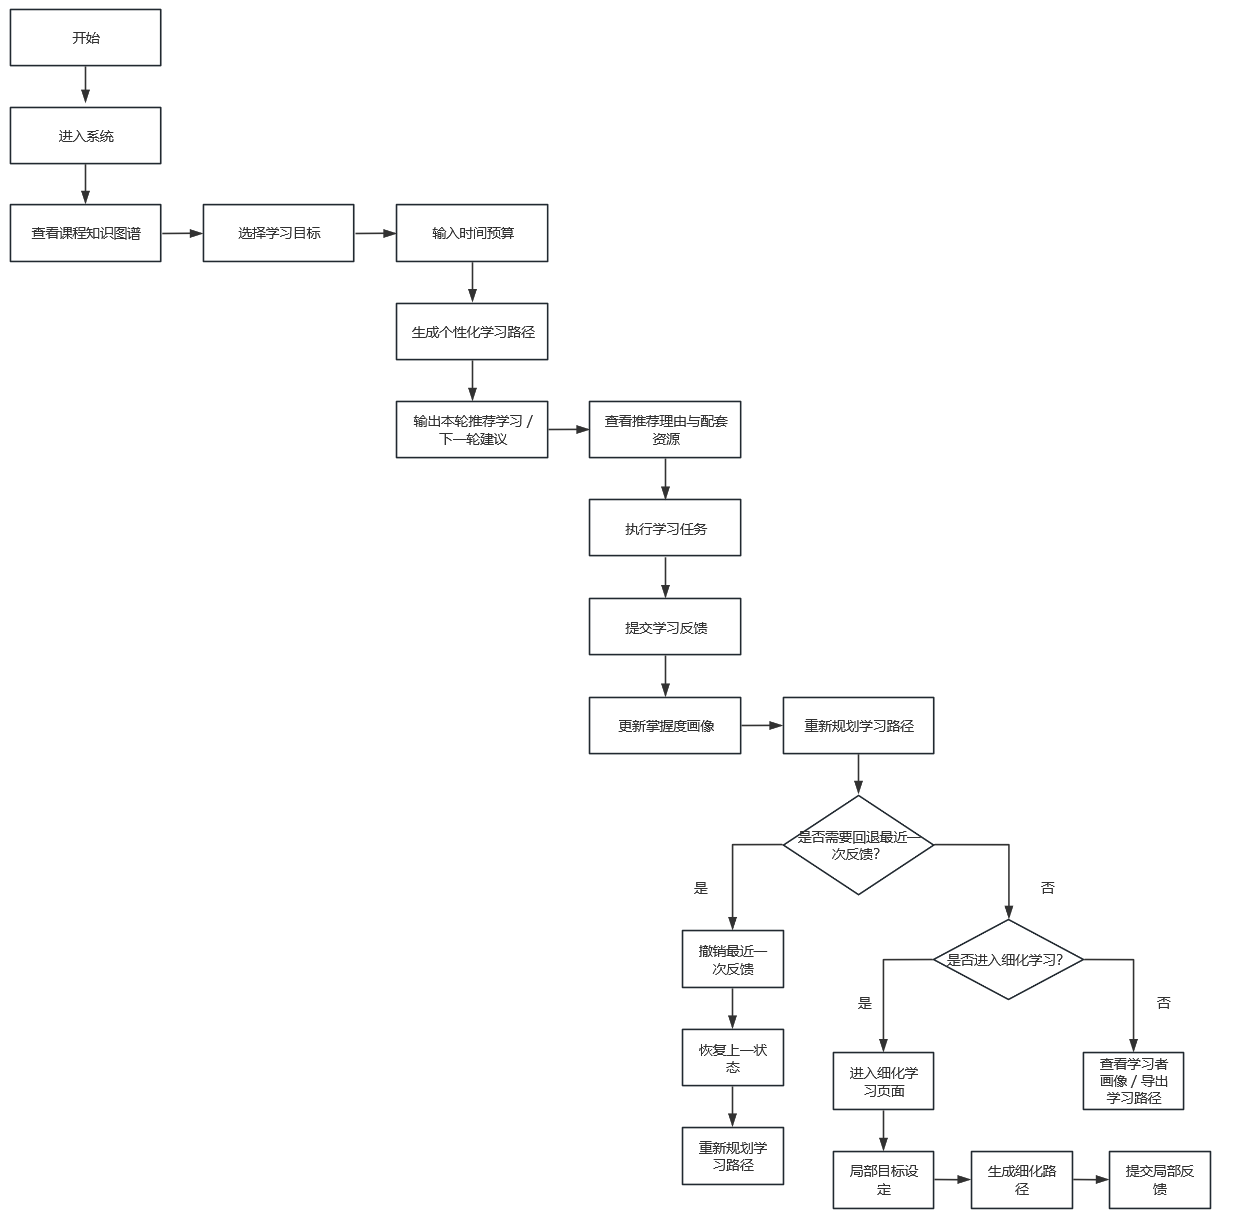 开始
进入系统
查看课程知识图谱
选择学习目标
输入时间预算
生成个性化学习路径
输出本轮推荐学习 /
下一轮建议
查看推荐理由与配套
资源
执行学习任务
提交学习反馈
更新掌握度画像
重新规划学习路径
是否需要回退最近一
次反馈?
是
否
撤销最近一
次反馈
恢复上一状
态
重新规划学
习路径
是否进入细化学习?
是
否
进入细化学
习页面
查看学习者
画像 / 导出
学习路径
局部目标设
定
生成细化路
径
提交局部反
馈